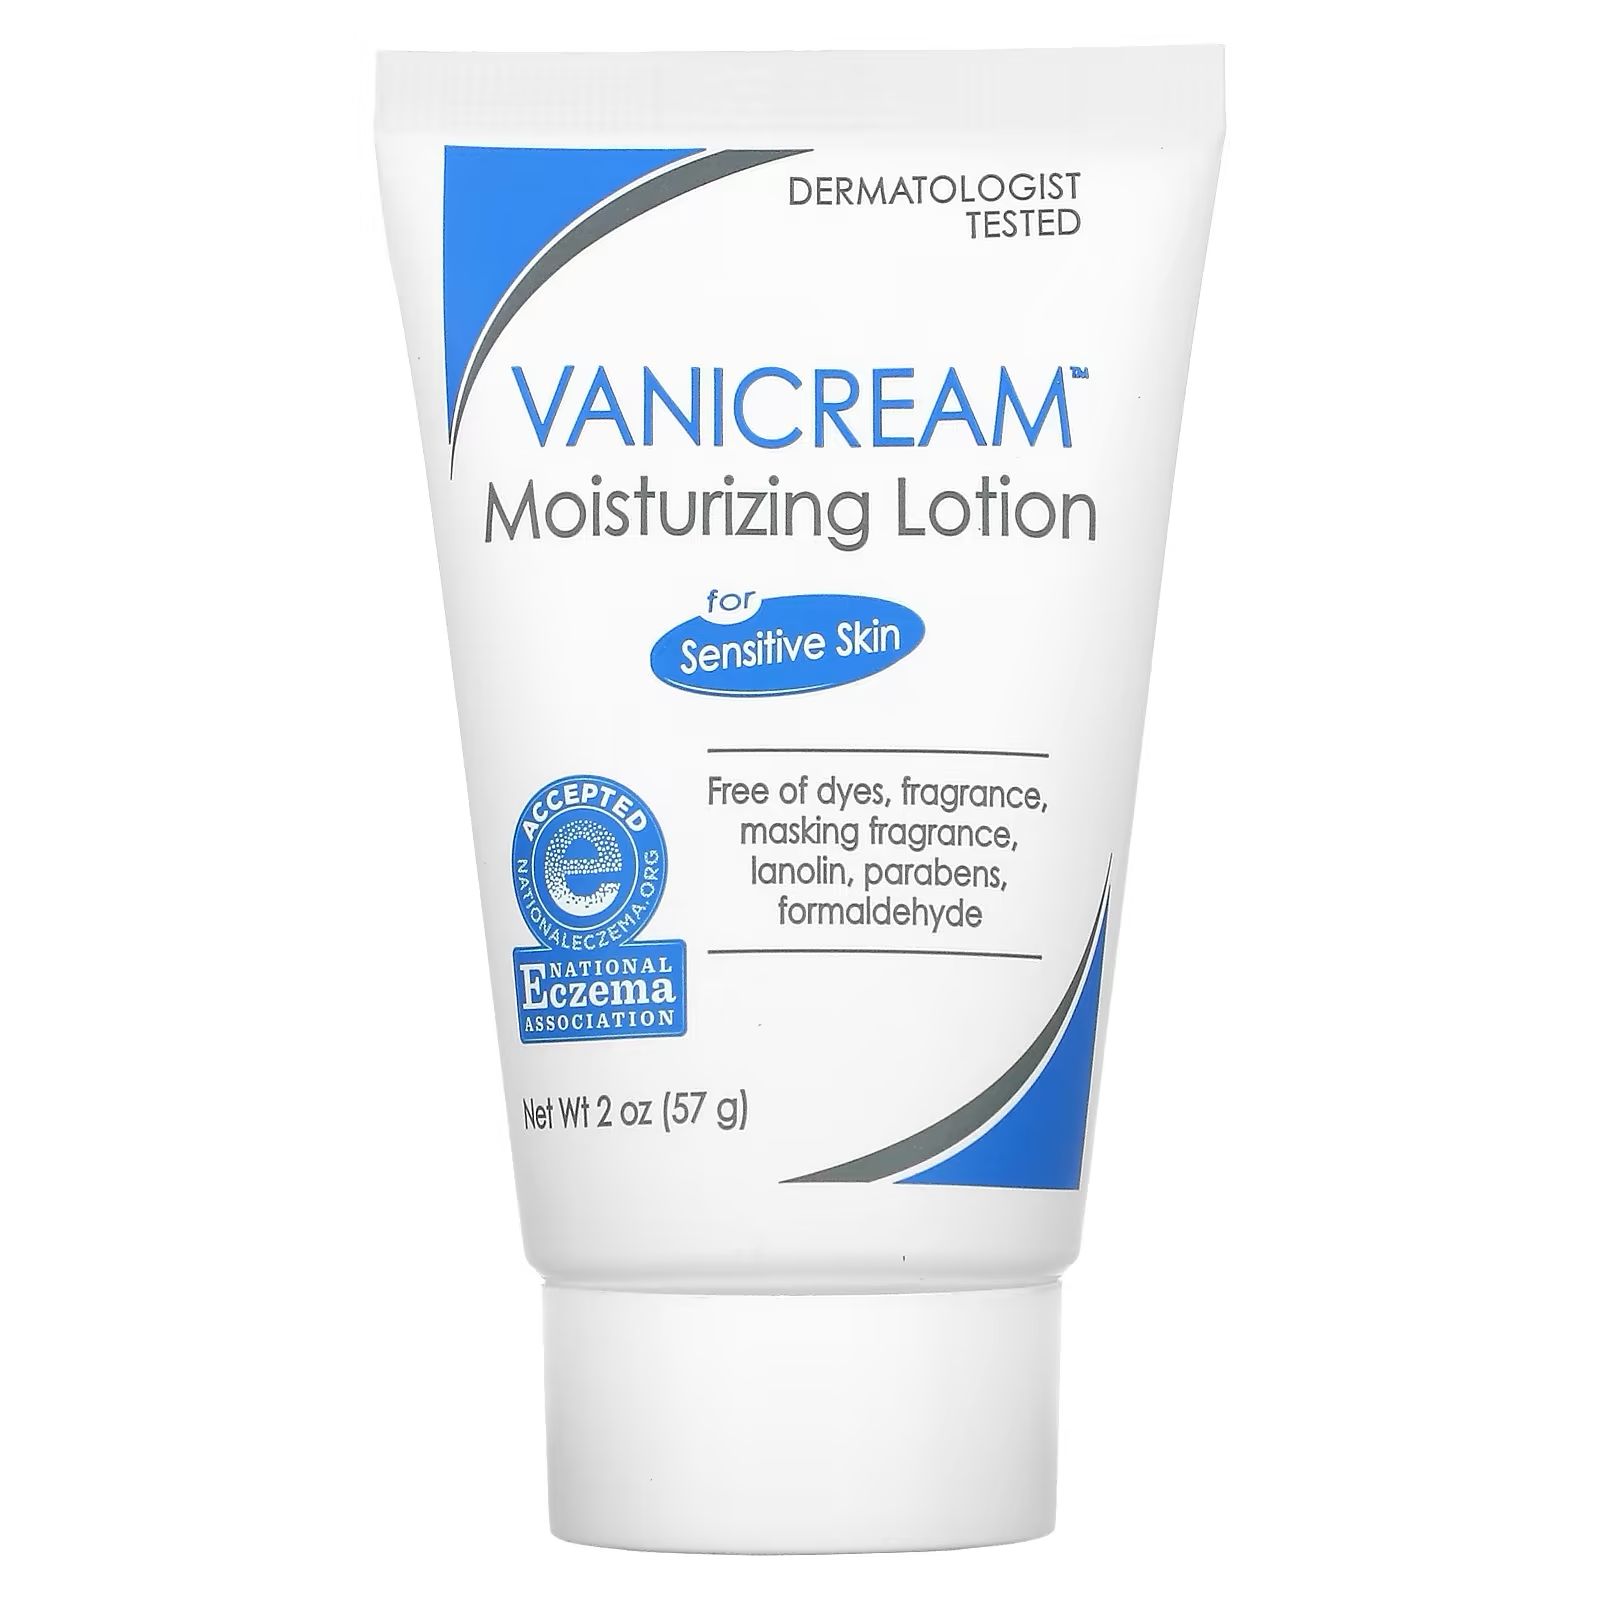 DERMATOLOGIST
TESTED
VANICREAM™
Moisturizing Lotion
for
Sensitive Skin
Free of dyes, fragrance,
masking fragrance,
lanolin, parabens,
formaldehyde
ACCEPTED
e
NATIONALECZEMA.ORG
NATIONAL
Eczema
ASSOCIATION
Net Wt 2 oz (57 g)